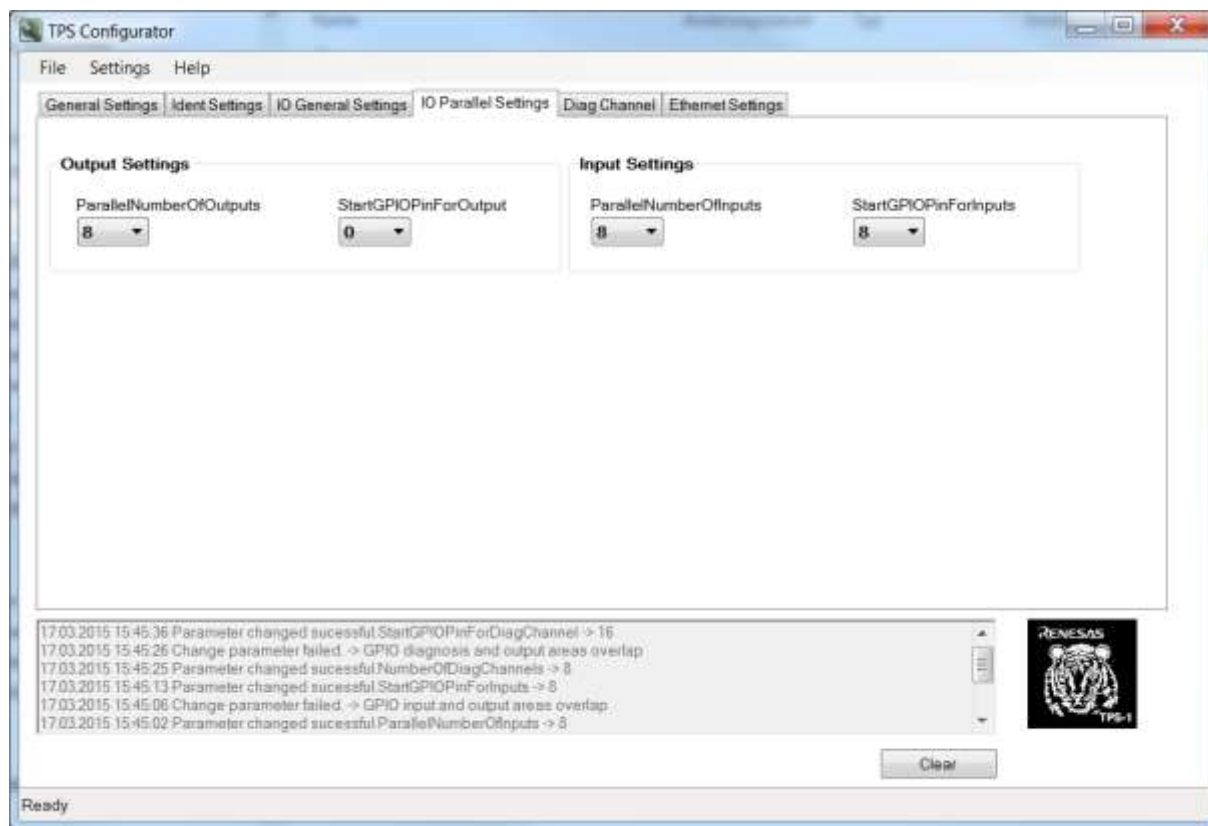 TPS Configurator
File Settings Help
General Settings Ident Settings IO General Settings IO Parallel Settings Diag Channel Ethernet Settings
Output Settings Input Settings
ParallelNumberOfOutputs StartGPIOPinForOutput ParallelNumberOfInputs StartGPIOPinForInputs
8 0 8 8
17.03.2015 15:45:36 Parameter changed sucessful.StartGPIOPinForDiagChannel -> 16
17.03.2015 15:45:26 Change parameter failed. -> GPIO diagnosis and output areas overlap
17.03.2015 15:45:25 Parameter changed sucessful.NumberOfDiagChannels -> 8
17.03.2015 15:45:13 Parameter changed sucessful.StartGPIOPinForInputs -> 8
17.03.2015 15:45:06 Change parameter failed. -> GPIO input and output areas overlap
17.03.2015 15:45:02 Parameter changed sucessful.ParallelNumberOfInputs -> 8
RENESAS
TPS-1
Clear
Ready